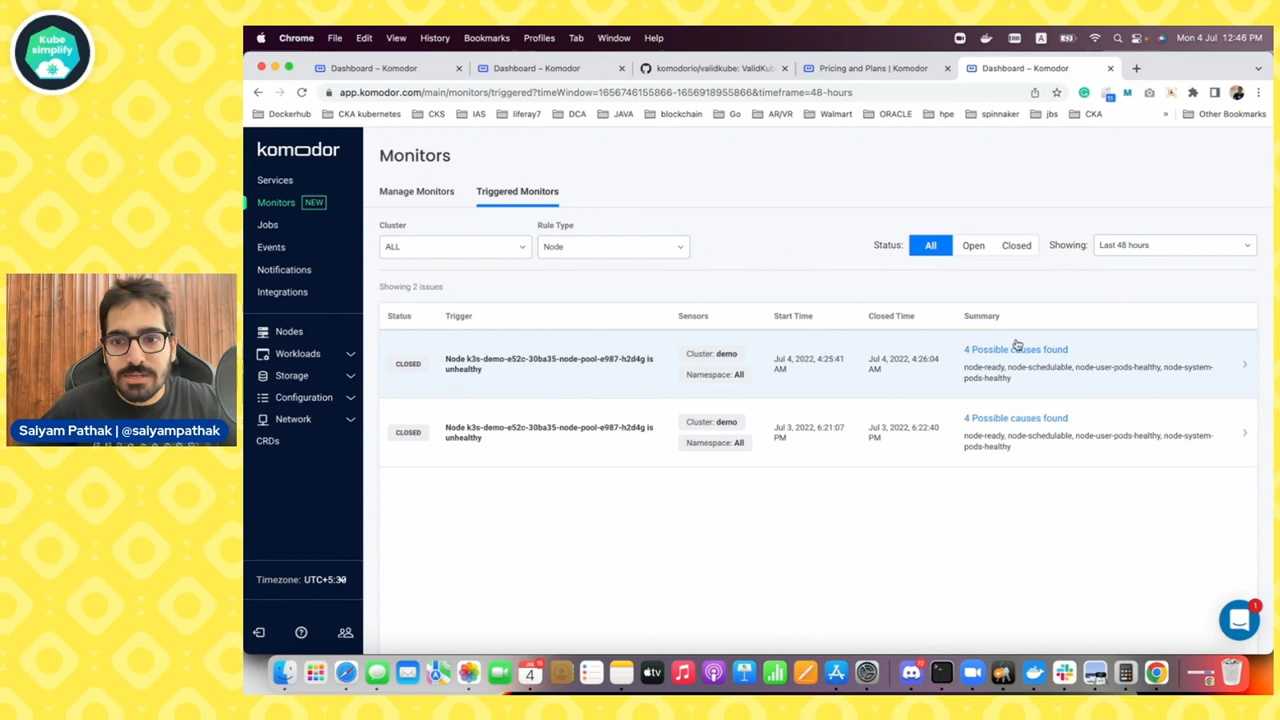 Kube
simplify
Chrome File Edit View History Bookmarks Profiles Tab Window Help
A
Mon 4 Jul 12:46 PM
Dashboard – Komodor
Dashboard – Komodor
komodorio/validkube: ValidKu
Pricing and Plans | Komodor
Dashboard – Komodor
app.komodor.com/main/monitors/triggered?timeWindow=1656746155866-1656918955866&timeframe=48-hours
11
M
Dockerhub CKA kubernetes CKS IAS liferay7 DCA JAVA blockchain Go AR/VR Walmart ORACLE hpe spinnaker jbs CKA » Other Bookmarks
komodor
Services
Monitors NEW
Jobs
Events
Notifications
Integrations
Nodes
Workloads
Storage
Configuration
Network
CRDs
Timezone: UTC+5:30
Monitors
Manage Monitors Triggered Monitors
Cluster Rule Type
ALL Node
Status: All Open Closed Showing: Last 48 hours
Showing 2 issues
Status Trigger Sensors Start Time Closed Time Summary
CLOSED
Node k3s-demo-e52c-30ba35-node-pool-e987-h2d4g is
unhealthy
Cluster: demo
Namespace: All
Jul 4, 2022, 4:25:41
AM
Jul 4, 2022, 4:26:04
AM
4 Possible causes found
node-ready, node-schedulable, node-user-pods-healthy, node-system-
pods-healthy
CLOSED
Node k3s-demo-e52c-30ba35-node-pool-e987-h2d4g is
unhealthy
Cluster: demo
Namespace: All
Jul 3, 2022, 6:21:07
PM
Jul 3, 2022, 6:22:40
PM
4 Possible causes found
node-ready, node-schedulable, node-user-pods-healthy, node-system-
pods-healthy
1
Saiyam Pathak | @saiyampathak
JUL
4
tv